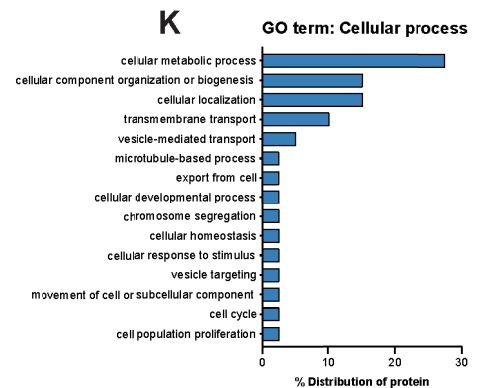 K
GO term: Cellular process
celular metabolic process
cellular component organization or biogenesis
cellular localization
transmembrane transport
vesicle-mediated transport
microtubule-based process
export from cell
cellular developmental process
chromosome segregation
cellular homeostasis
cellular response to stimulus
vesicle targeting
movement of cell or subcellular component
cell cycle
cell population proliferation
0 10 20 30
% Distribution of protein